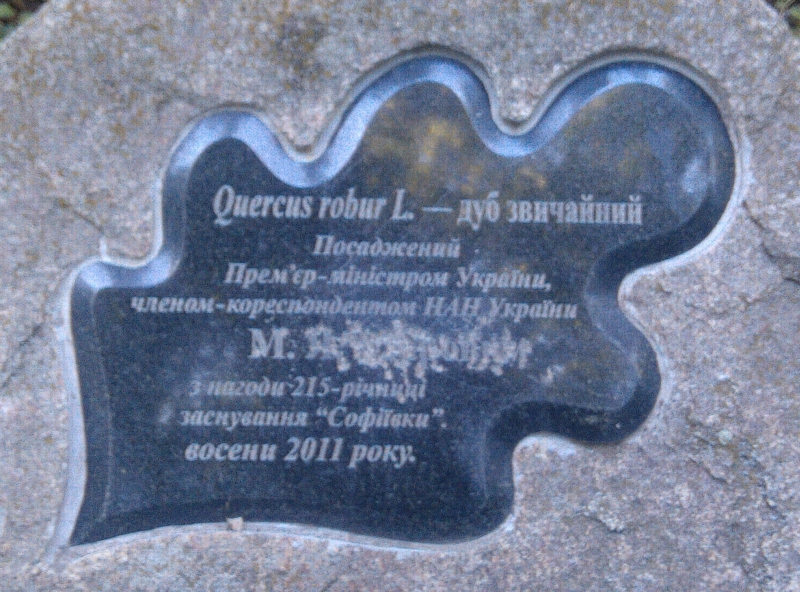 Quercus robur L. — дуб звичайний
Посаджений
Прем'єр-міністром України,
членом-кореспондентом НАН України
М.
з нагоди 215-річниці
заснування “Софіївки”.
восени 2011 року.